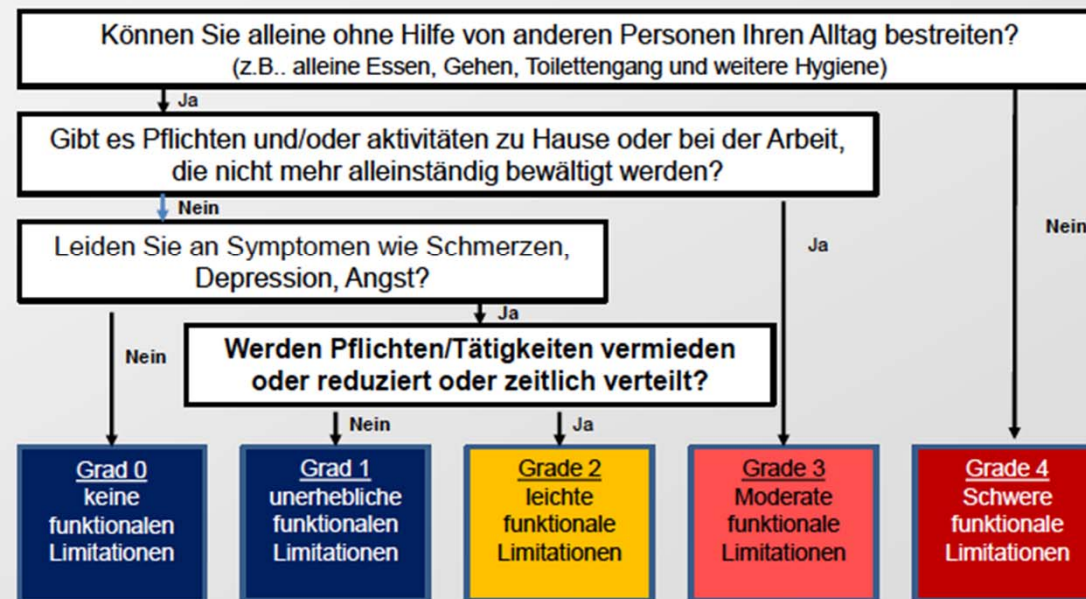 Können Sie alleine ohne Hilfe von anderen Personen Ihren Alltag bestreiten?
(z.B.. alleine Essen, Gehen, Toilettengang und weitere Hygiene)
Ja
Gibt es Pflichten und/oder aktivitäten zu Hause oder bei der Arbeit,
die nicht mehr alleinständig bewältigt werden?
Nein
Nein
Ja
Leiden Sie an Symptomen wie Schmerzen,
Depression, Angst?
Ja
Nein
Werden Pflichten/Tätigkeiten vermieden
oder reduziert oder zeitlich verteilt?
Nein
Ja
Grad 0
keine
funktionalen
Limitationen
Grad 1
unerhebliche
funktionalen
Limitationen
Grade 2
leichte
funktionale
Limitationen
Grade 3
Moderate
funktionale
Limitationen
Grade 4
Schwere
funktionale
Limitationen